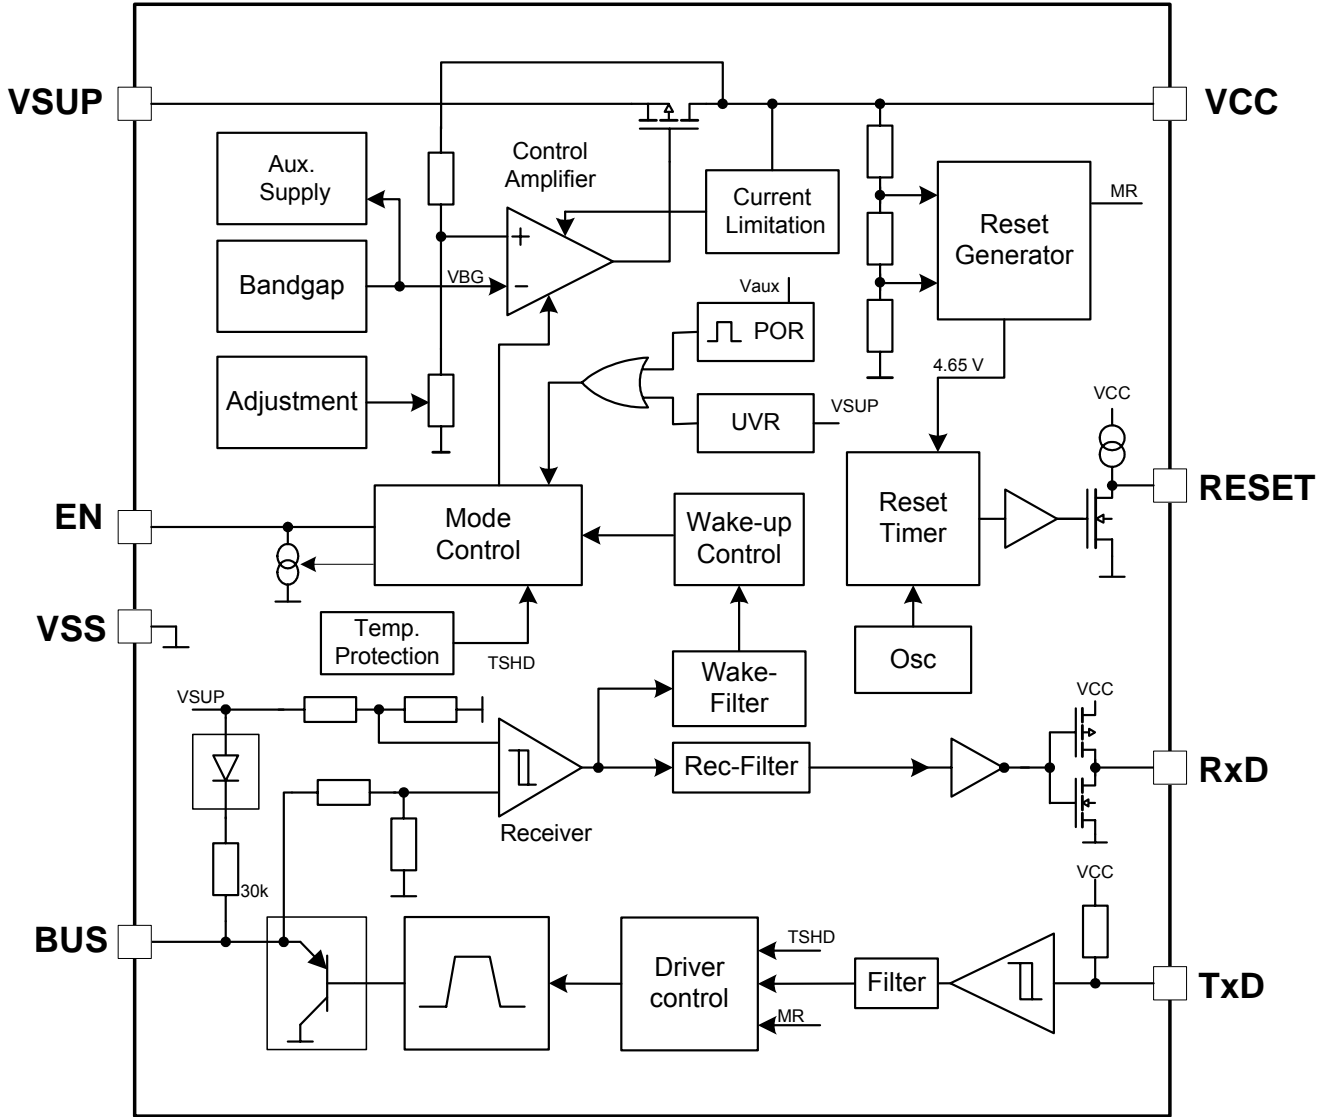 VSUP
VCC
Aux.
Supply
Control
Amplifier
Current
Limitation
Reset
Generator
MR
Bandgap
VBG
+
−
Vaux
POR
4.65 V
Adjustment
UVR
VSUP
VCC
EN
Mode
Control
Wake-up
Control
Reset
Timer
RESET
VSS
Temp.
Protection
TSHD
Wake-
Filter
Osc
VSUP
VCC
Rec-Filter
RxD
Receiver
30k
VCC
BUS
Driver
control
TSHD
MR
Filter
TxD